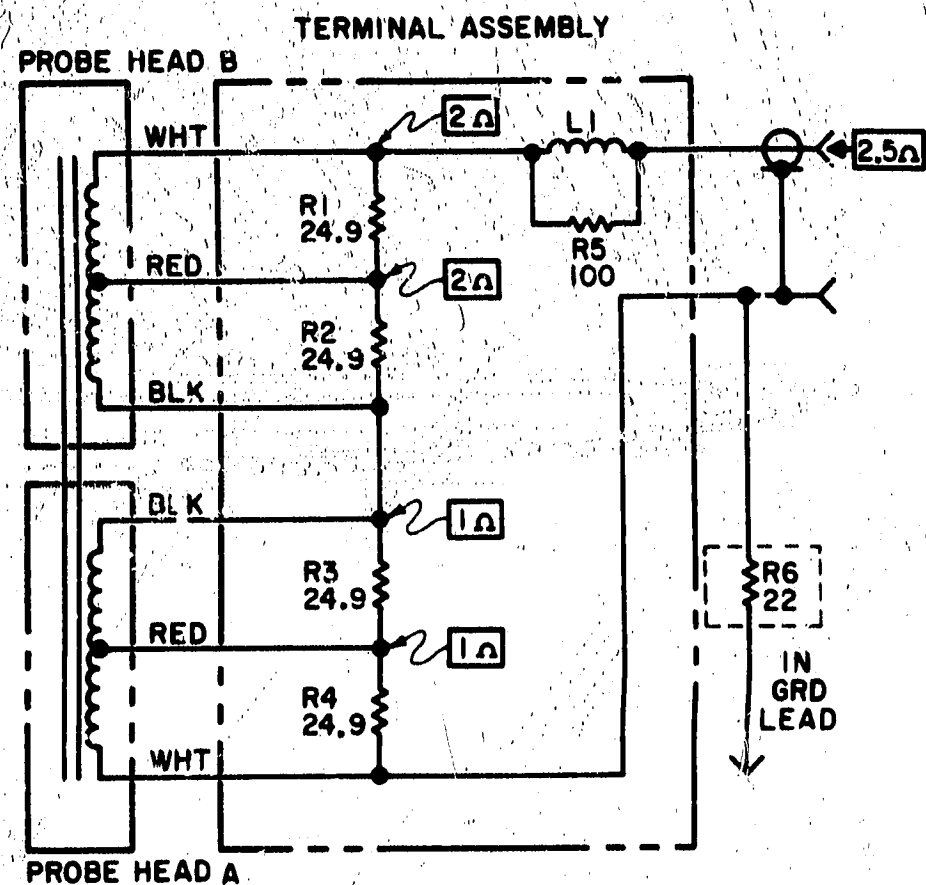 TERMINAL ASSEMBLY
PROBE HEAD B
2Ω
WHT
L1
2.5Ω
R1
24.9
R5
100
RED
2Ω
R2
24.9
BLK
BLK
1Ω
R3
24.9
R6
22
RED
1Ω
IN
GRD
LEAD
R4
24.9
WHT
PROBE HEAD A